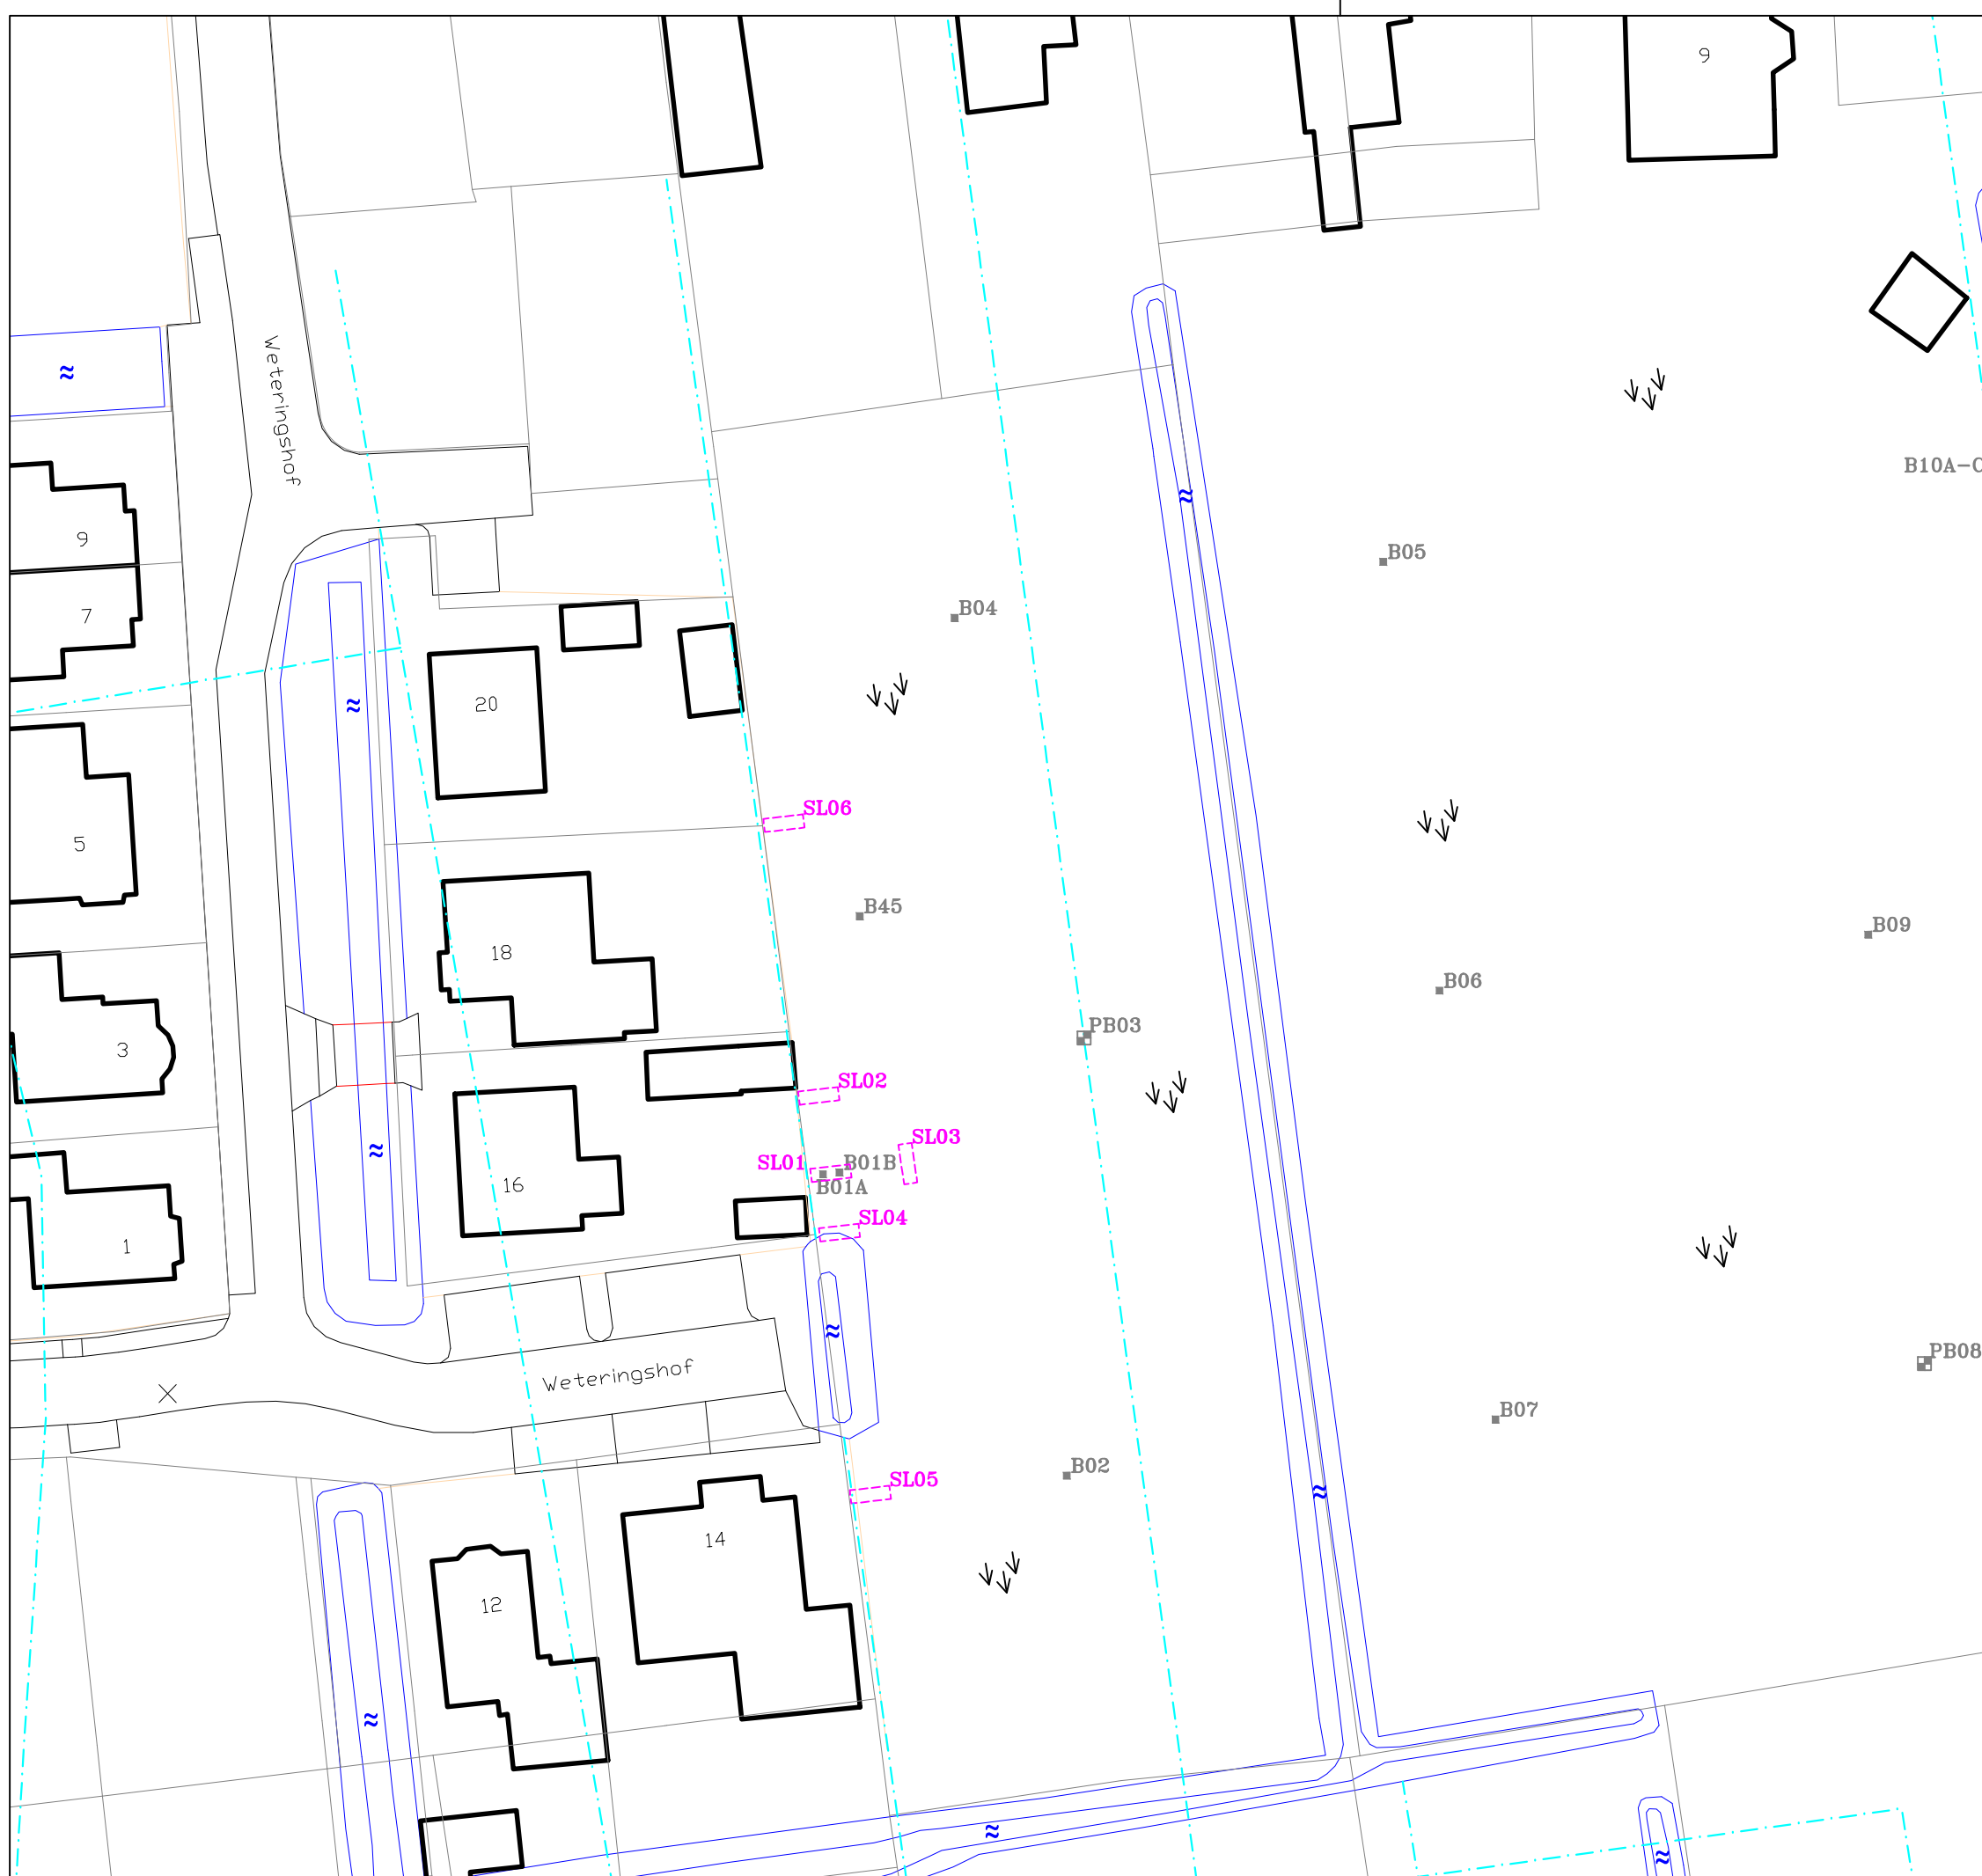 9
Weteringshof
B10A-C
9
B05
7
B04
20
SL06
5
B45
B09
18
B06
PB03
3
SL02
SL03
SL01
B01B
16
B01A
SL04
1
PB08
Weteringshof
B07
B02
SL05
14
12